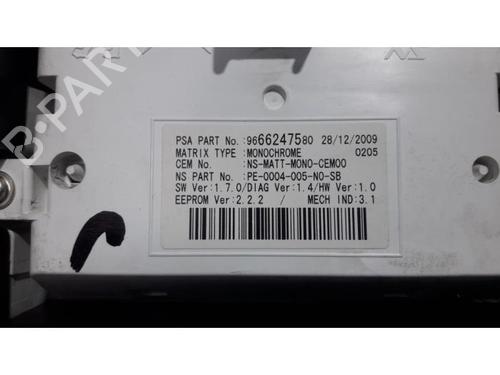 PSA PART No.:9666247580 28/12/2009
MATRIX TYPE :MONOCHROME 0205
CEM No. :NS-MATT-MONO-CEM00
NS PART No. :PE-0004-005-NO-SB
SW Ver:1.7.0/DIAG Ver:1.4/HW Ver:1.0
EEPROM Ver:2.2.2 / MECH IND:3.1
B-PARTS